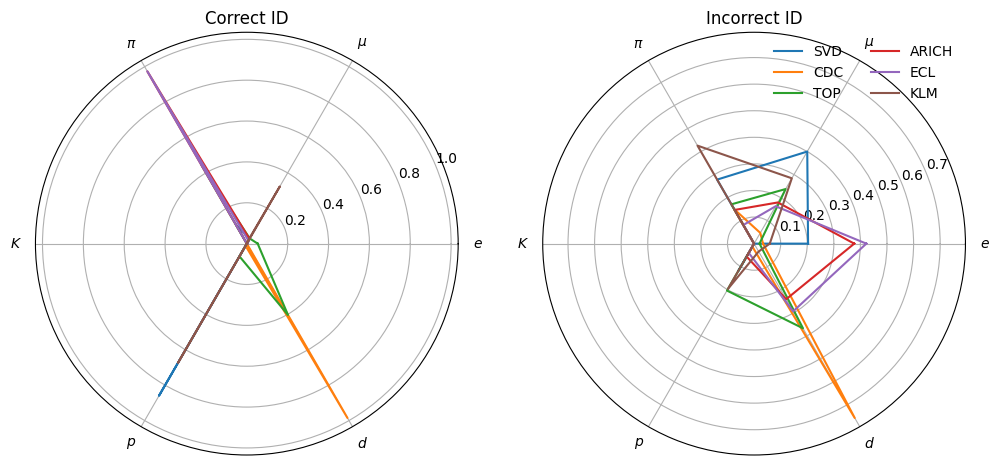 Correct ID
π
μ
K
e
p
d
0.2
0.4
0.6
0.8
1.0
Incorrect ID
π
μ
K
e
p
d
0.1
0.2
0.3
0.4
0.5
0.6
0.7
SVD
CDC
TOP
ARICH
ECL
KLM